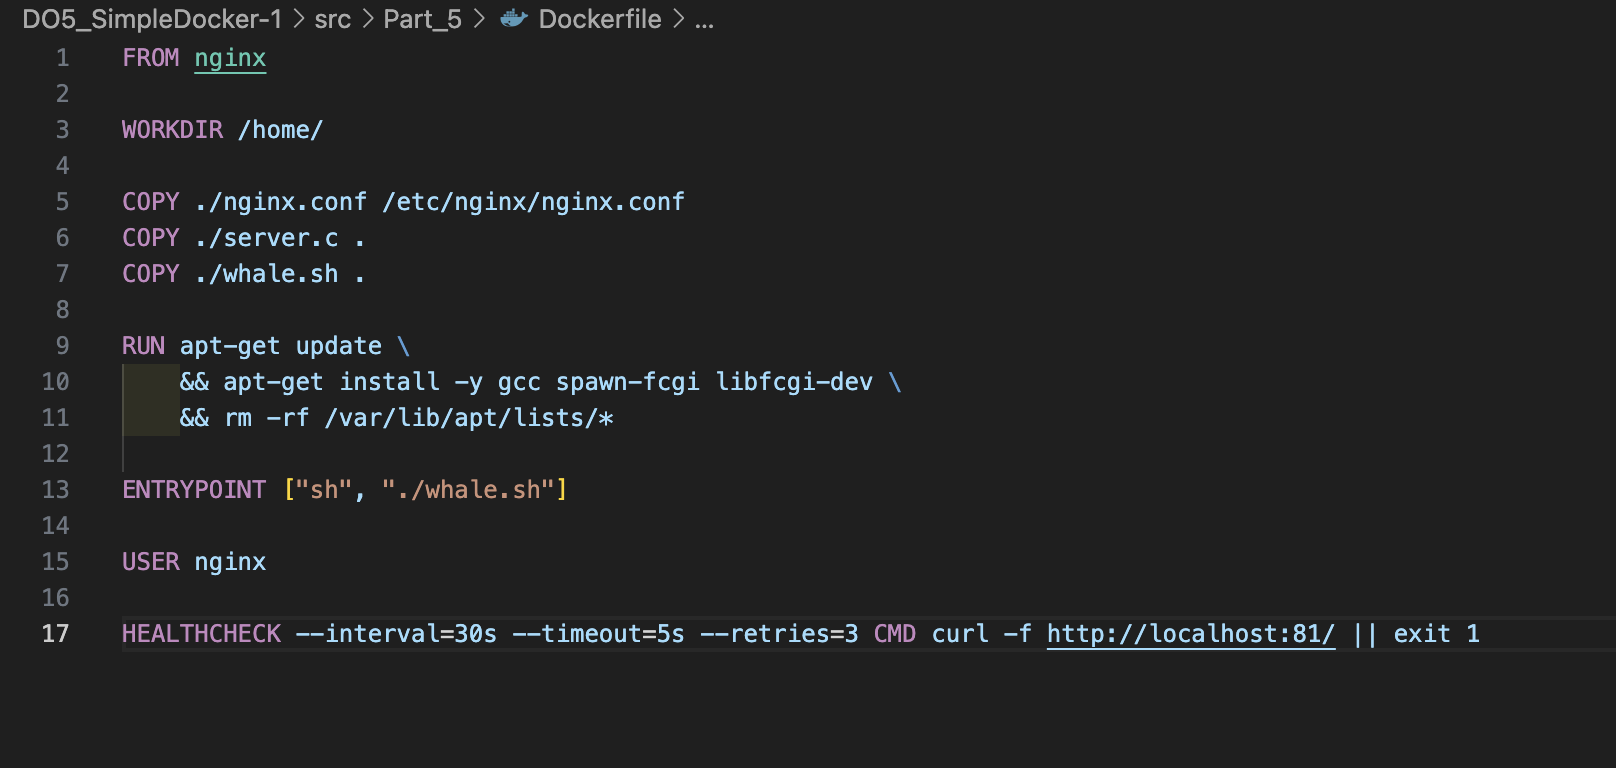 DO5_SimpleDocker-1 > src > Part_5 > Dockerfile > ...
1 FROM nginx
2
3 WORKDIR /home/
4
5 COPY ./nginx.conf /etc/nginx/nginx.conf
6 COPY ./server.c .
7 COPY ./whale.sh .
8
9 RUN apt-get update \
10 && apt-get install -y gcc spawn-fcgi libfcgi-dev \
11 && rm -rf /var/lib/apt/lists/*
12
13 ENTRYPOINT ["sh", "./whale.sh"]
14
15 USER nginx
16
17 HEALTHCHECK --interval=30s --timeout=5s --retries=3 CMD curl -f http://localhost:81/ || exit 1